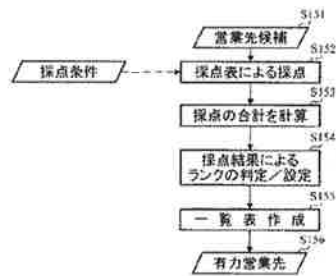 S151
営業先候補
S152
採点条件
採点表による採点
S153
採点の合計を計算
S154
採点結果による
ランクの判定/設定
S155
一覧表作成
S156
有力営業先